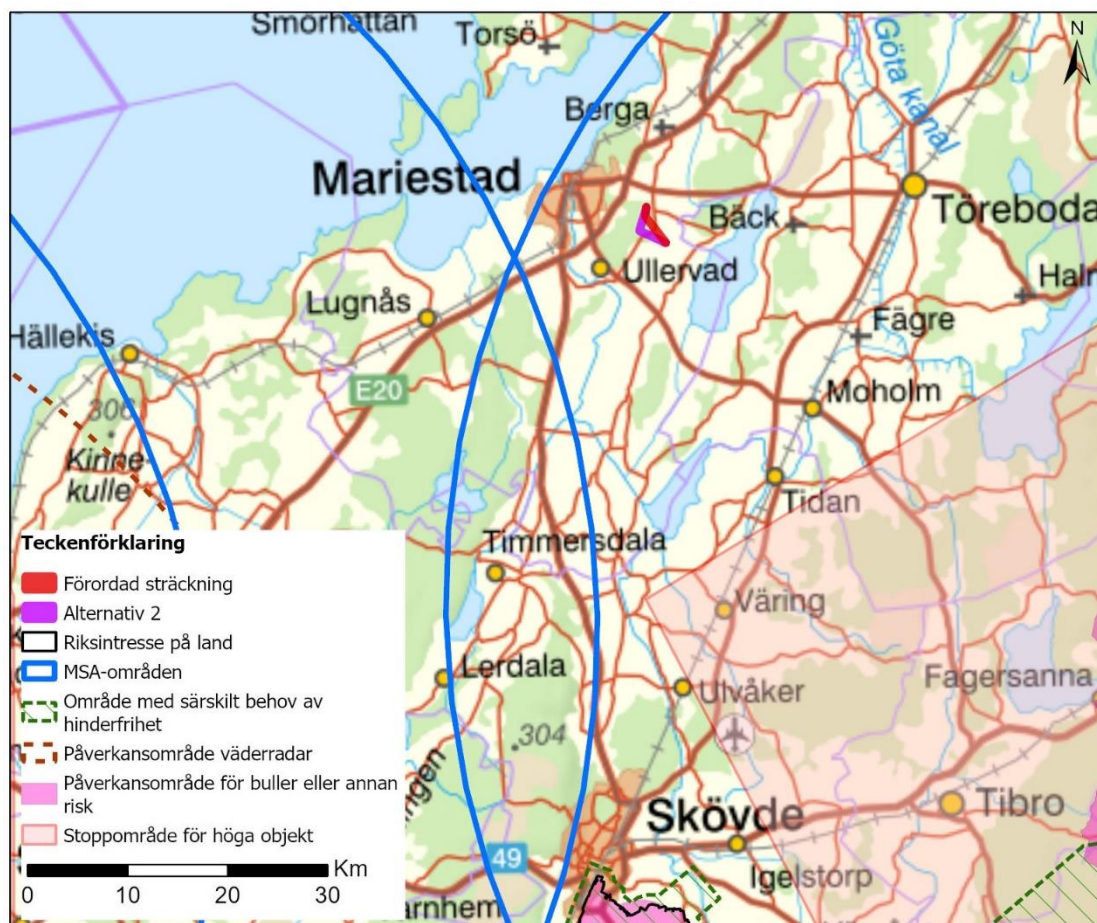 Smörhättan
Torsö
N
Göta kanal
Berga
Mariestad
Bäck
Töreboda
Ullervad
Lugnås
Fägre
Hällekis
E20
Moholm
306
Kinne-
kulle
Tidan
Timmersdala
Väring
Lerdala
Fagersanna
Ulvåker
304
Skövde
Tibro
49
Igelstorp
Teckenförklaring
Förordad sträckning
Alternativ 2
Riksintresse på land
MSA-områden
Område med särskilt behov av
hinderfrihet
Påverkansområde väderradar
Påverkansområde för buller eller annan
risk
Stoppområde för höga objekt
0 10 20 30 Km